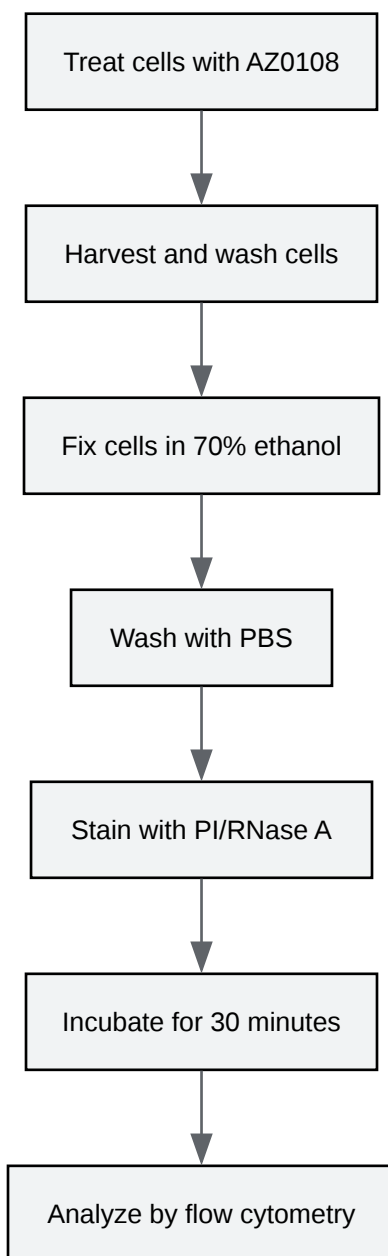 Treat cells with AZ0108
Harvest and wash cells
Fix cells in 70% ethanol
Wash with PBS
Stain with PI/RNase A
Incubate for 30 minutes
Analyze by flow cytometry